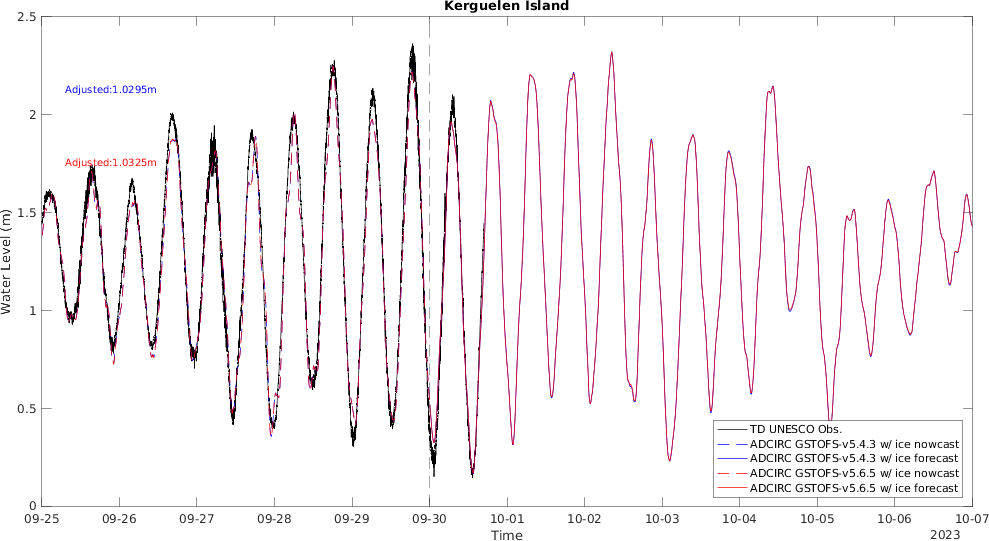 Kerguelen Island
2.5
2
1.5
1
0.5
0
Water Level (m)
Adjusted:1.0295m
Adjusted:1.0325m
TD UNESCO Obs.
ADCIRC GSTOFS-v5.4.3 w/ ice nowcast
ADCIRC GSTOFS-v5.4.3 w/ ice forecast
ADCIRC GSTOFS-v5.6.5 w/ ice nowcast
ADCIRC GSTOFS-v5.6.5 w/ ice forecast
09-25 09-26 09-27 09-28 09-29 09-30 10-01 10-02 10-03 10-04 10-05 10-06 10-07
Time
2023